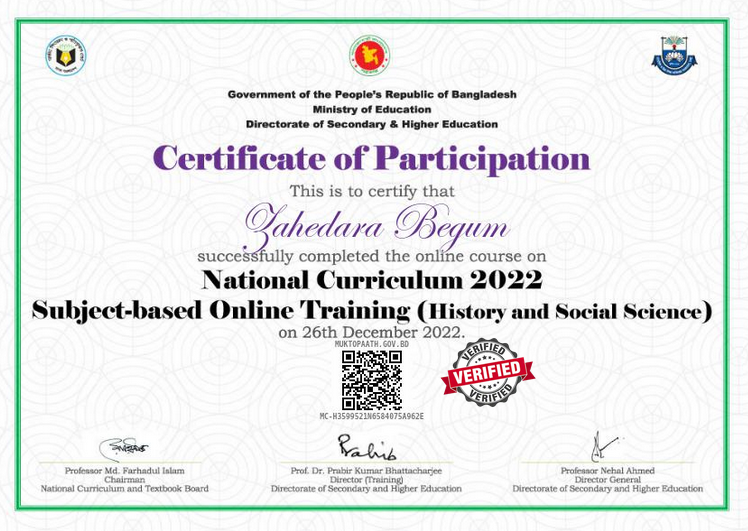 Government of the People's Republic of Bangladesh
Ministry of Education
Directorate of Secondary & Higher Education
Certificate of Participation
This is to certify that
Zahedara Begum
successfully completed the online course on
National Curriculum 2022
Subject-based Online Training (History and Social Science)
on 26th December 2022.
MUKTOPAATH.GOV.BD
VERIFIED
VERIFIED
VERIFIED
MC-H3599521N6584075A962E
Prabir
Professor Md. Farhadul Islam
Chairman
National Curriculum and Textbook Board
Prof. Dr. Prabir Kumar Bhattacharjee
Director (Training)
Directorate of Secondary and Higher Education
Professor Nehal Ahmed
Director General
Directorate of Secondary and Higher Education